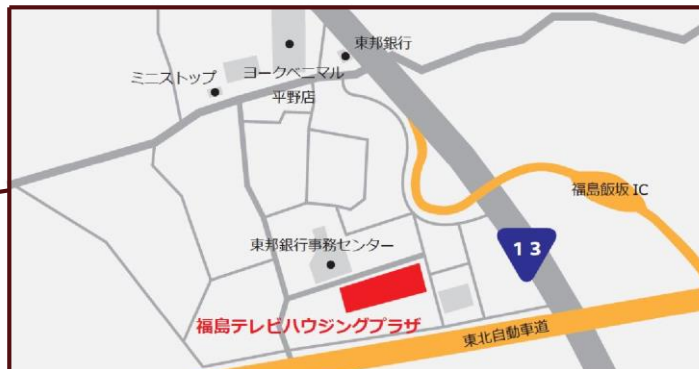 東邦銀行
ヨークベニマル
平野店
ミニストップ
福島飯坂 IC
東邦銀行事務センター
13
福島テレビハウジングプラザ
東北自動車道